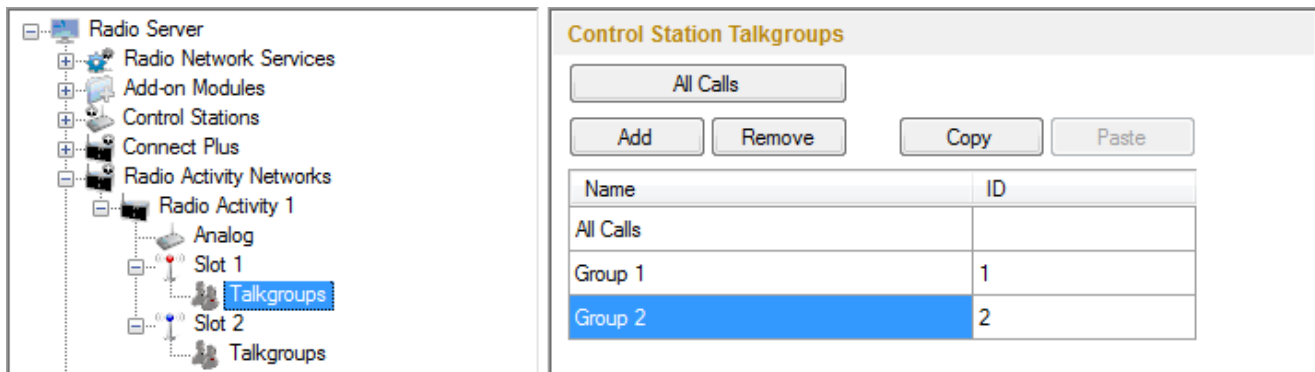 Radio Server
Radio Network Services
Add-on Modules
Control Stations
Connect Plus
Radio Activity Networks
Radio Activity 1
Analog
Slot 1
Talkgroups
Slot 2
Talkgroups
Control Station Talkgroups
All Calls
Add Remove Copy Paste
Name ID
All Calls
Group 1 1
Group 2 2